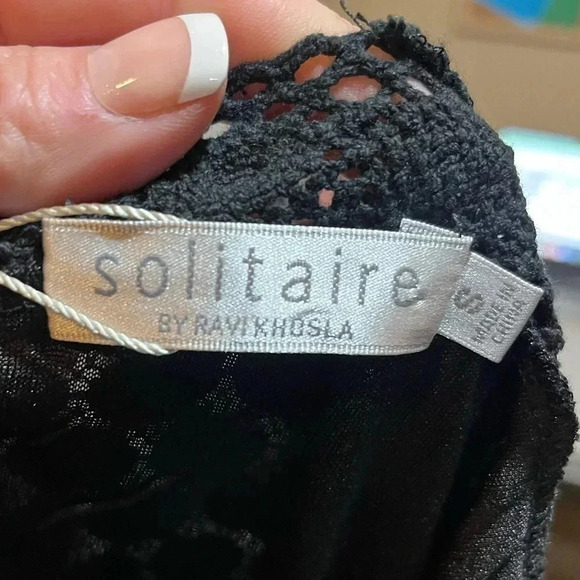 solitaire
BY RAVI KHOSLA
S
MADE IN
CHINA